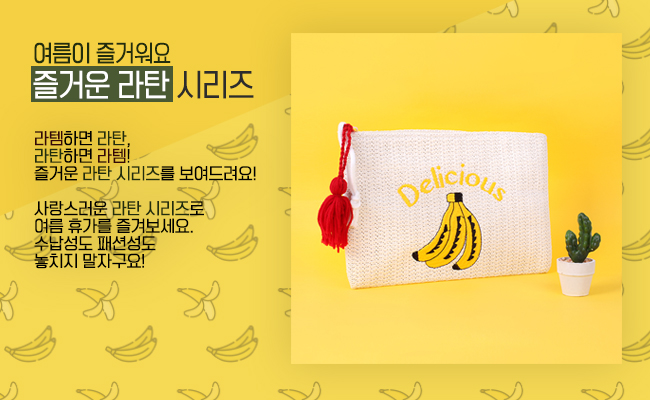 여름이 즐거워요
즐거운 라탄 시리즈
라템하면 라탄,
라탄하면 라템!
즐거운 라탄 시리즈를 보여드려요!
사랑스러운 라탄 시리즈로
여름 휴가를 즐겨보세요.
수납성도 패션성도
놓치지 말자구요!
Delicious